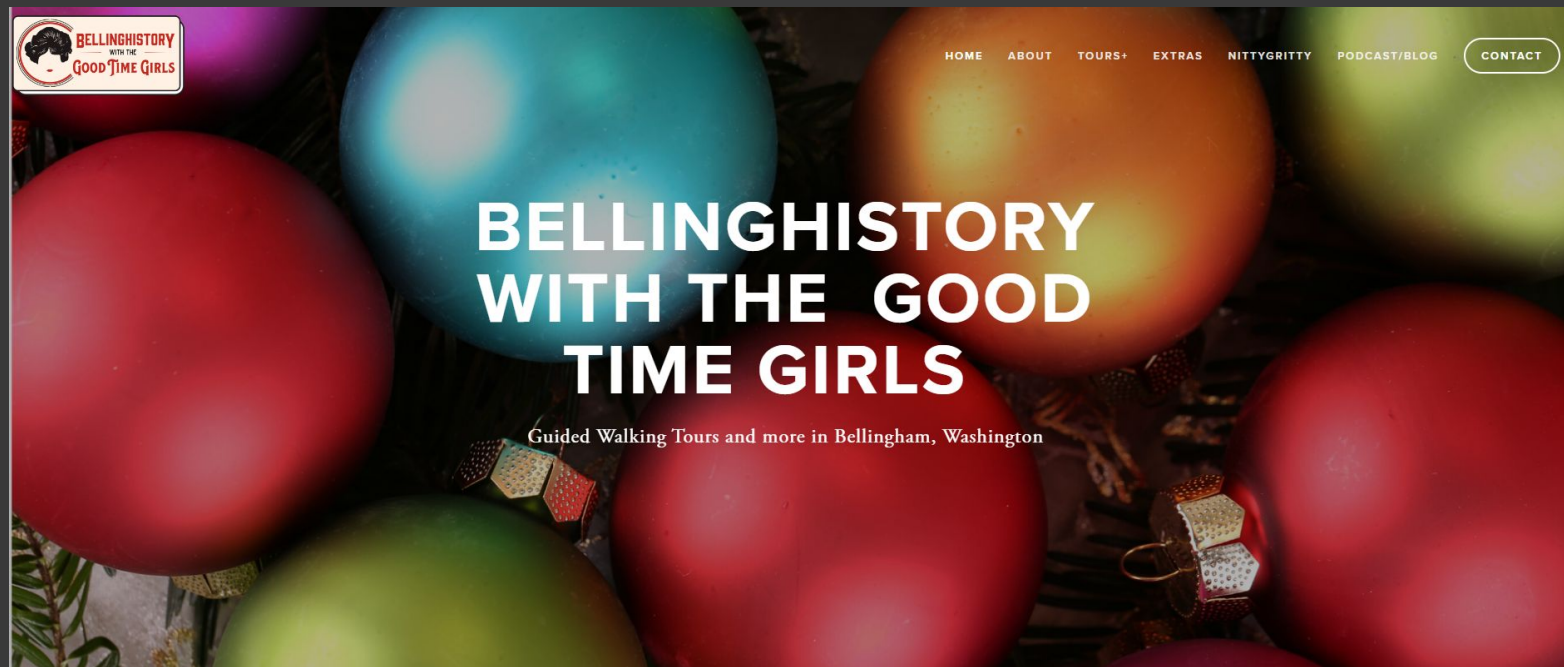 BELLINGHISTORY
WITH THE
GOOD TIME GIRLS
HOME ABOUT TOURS+ EXTRAS NITTYGRITTY PODCAST/BLOG CONTACT
BELLINGHISTORY
WITH THE GOOD
TIME GIRLS
Guided Walking Tours and more in Bellingham, Washington